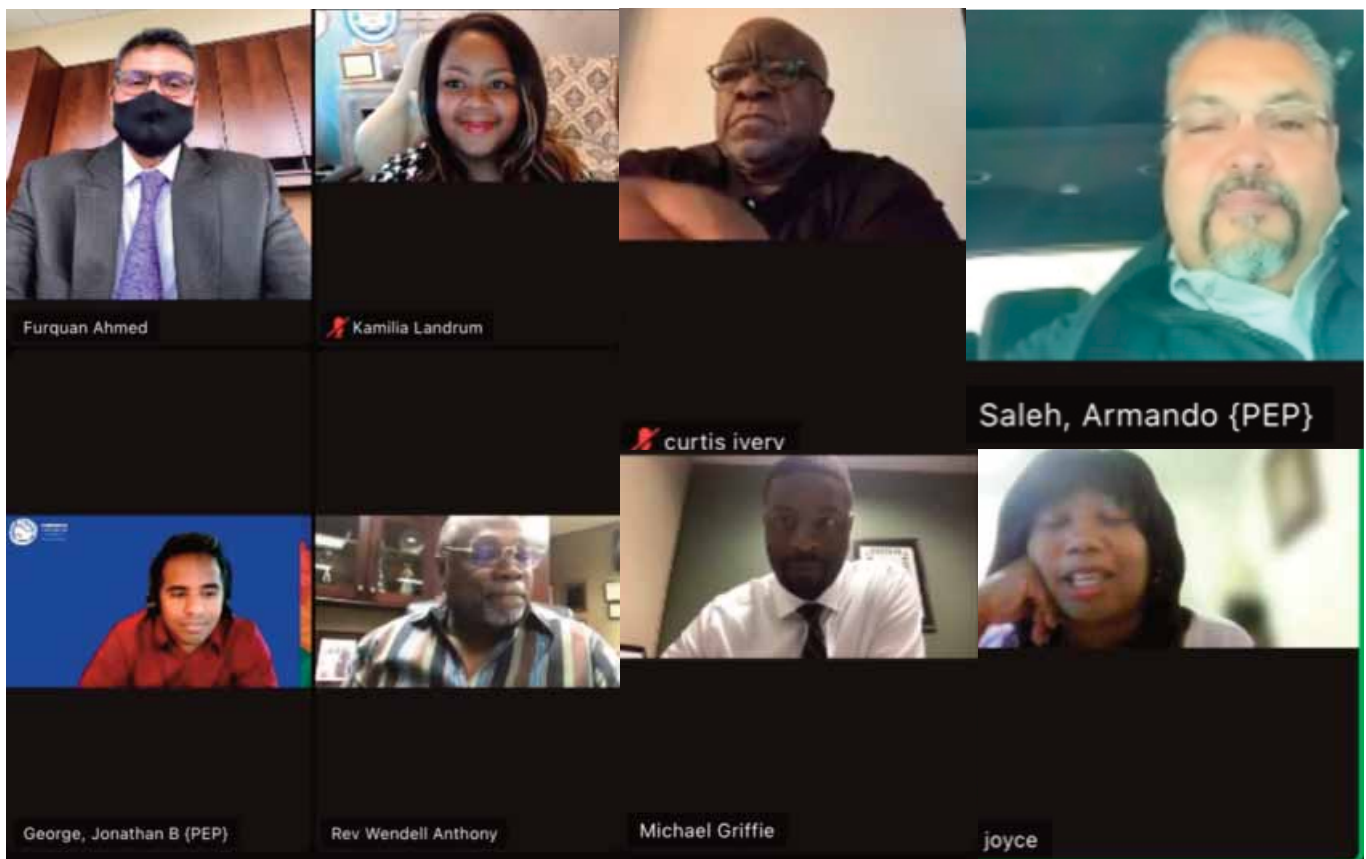 Furquan Ahmed
Kamilia Landrum
curtis ivery
Saleh, Armando {PEP}
George, Jonathan B {PEP}
Rev Wendell Anthony
Michael Griffie
joyce